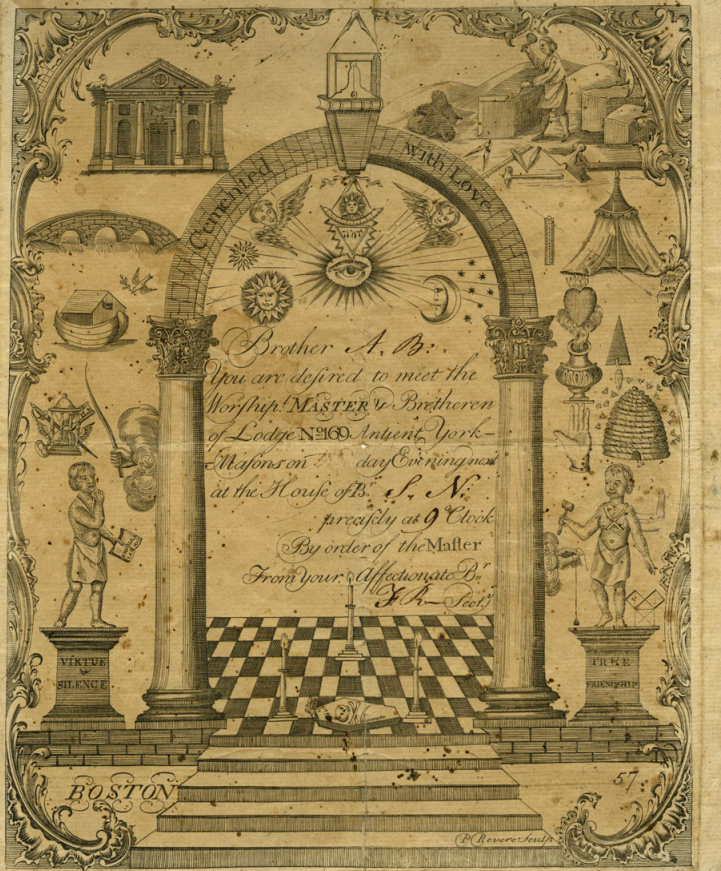 Cemented with Love
Brother A. B:
You are desired to meet the
Worship.l MASTER & Bretheren
of Lodge No 169 Antient York-
Masons on day Evening next
at the House of Br. S. N.
precisely at 9 Clock
By order of the Master
From Your Affectionate Br.
F R— Secry
VIRTUE
&
SILENCE
TRUE
&
FRIENDSHIP
BOSTON
57
P Revere Sculp